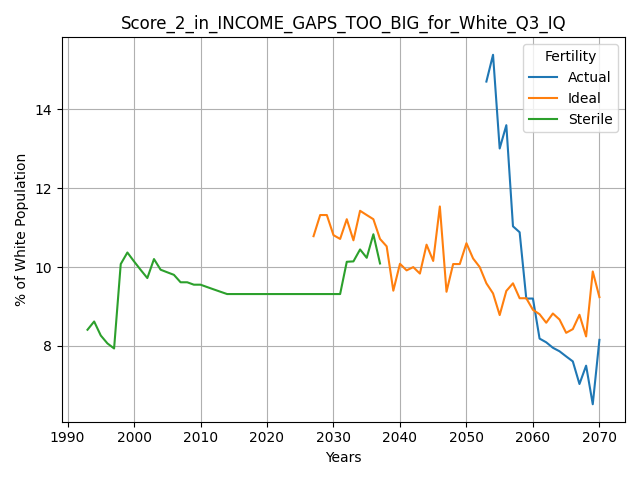 Score_2_in_INCOME_GAPS_TOO_BIG_for_White_Q3_IQ
% of White Population
14
12
10
8
Fertility
Actual
Ideal
Sterile
1990 2000 2010 2020 2030 2040 2050 2060 2070
Years